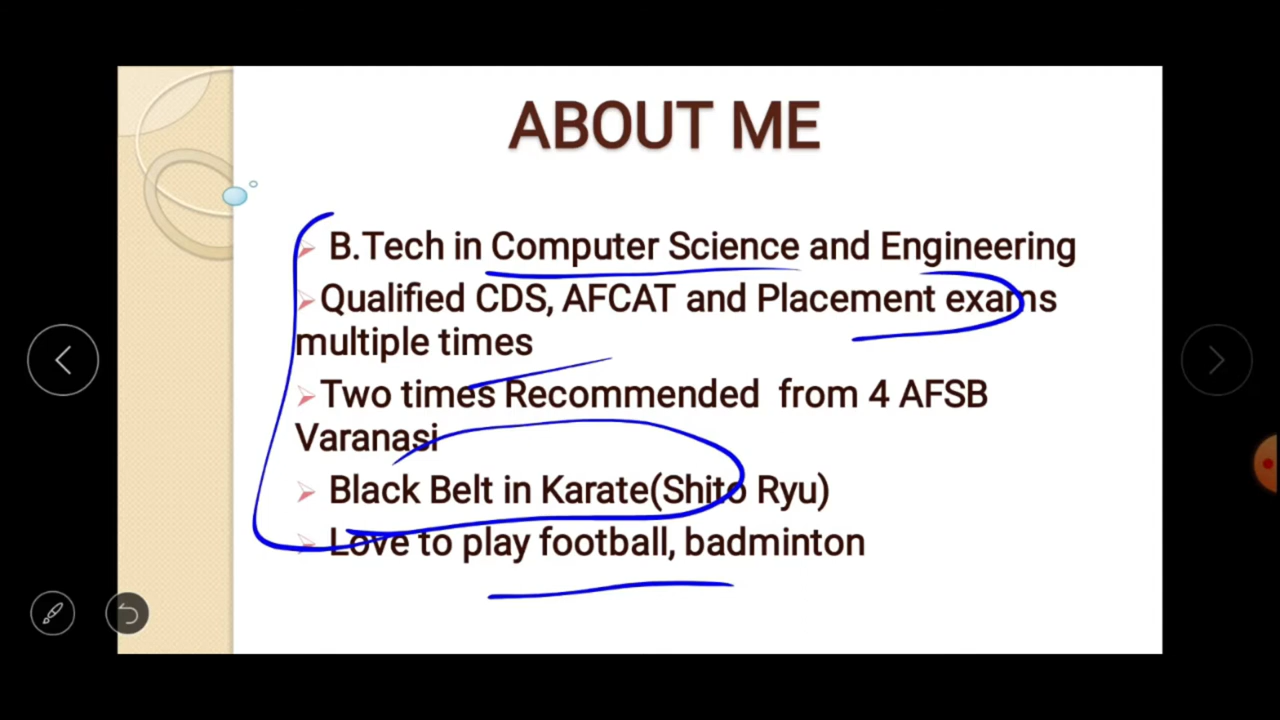 ABOUT ME
B.Tech in Computer Science and Engineering
Qualified CDS, AFCAT and Placement exams
multiple times
Two times Recommended from 4 AFSB
Varanasi
Black Belt in Karate(Shito Ryu)
Love to play football, badminton